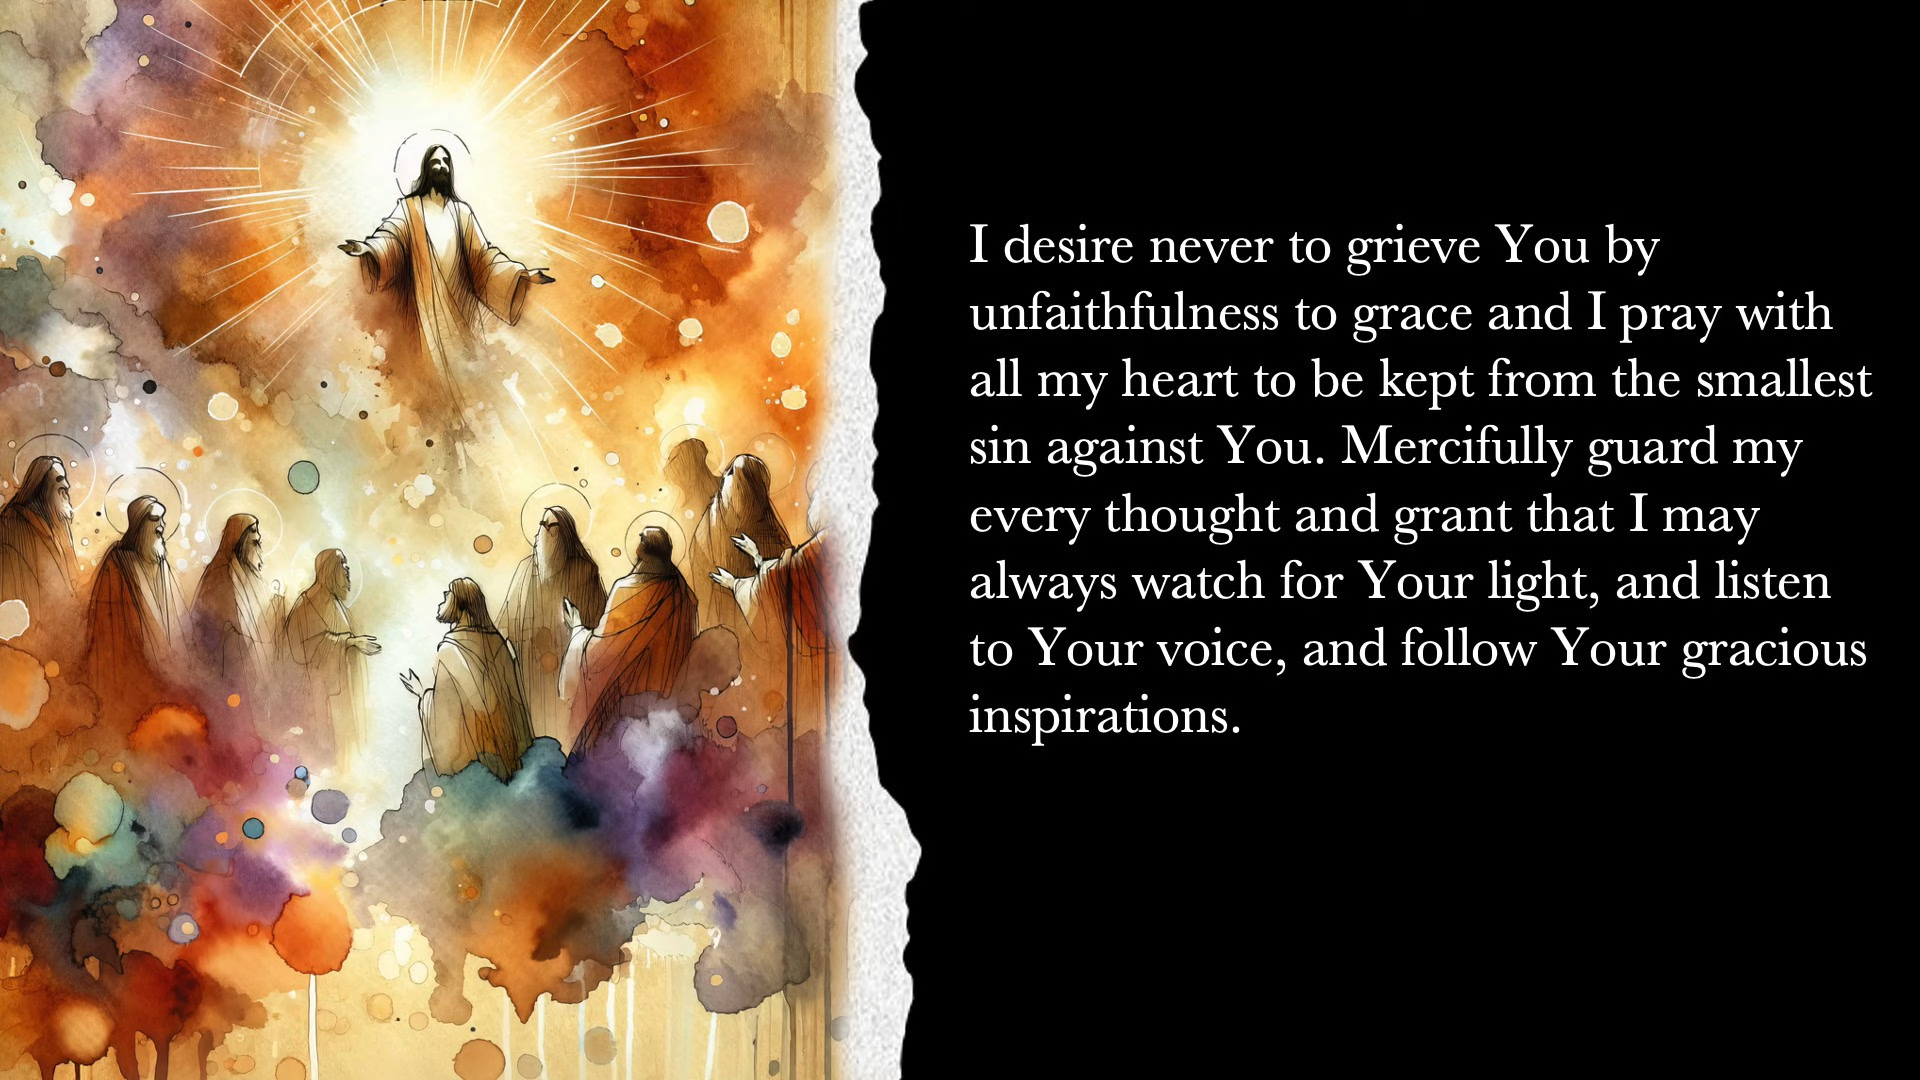 I desire never to grieve You by
unfaithfulness to grace and I pray with
all my heart to be kept from the smallest
sin against You. Mercifully guard my
every thought and grant that I may
always watch for Your light, and listen
to Your voice, and follow Your gracious
inspirations.